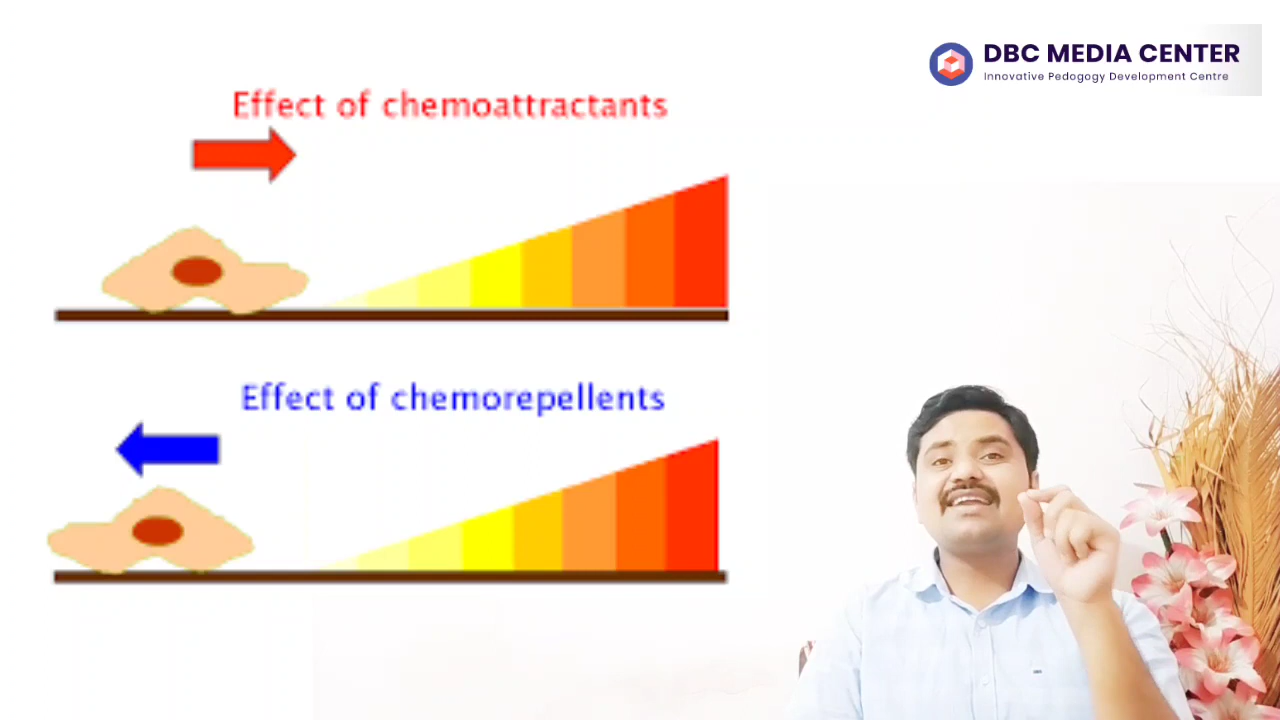 DBC MEDIA CENTER
Innovative Pedogogy Development Centre
Effect of chemoattractants
Effect of chemorepellents